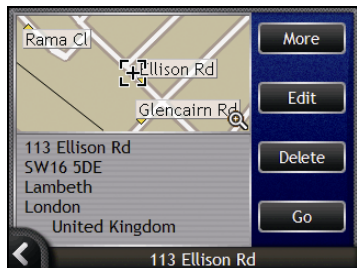 Rama Cl
Ellison Rd
Glencairn Rd
More
Edit
Delete
Go
113 Ellison Rd
SW16 5DE
Lambeth
London
United Kingdom
113 Ellison Rd